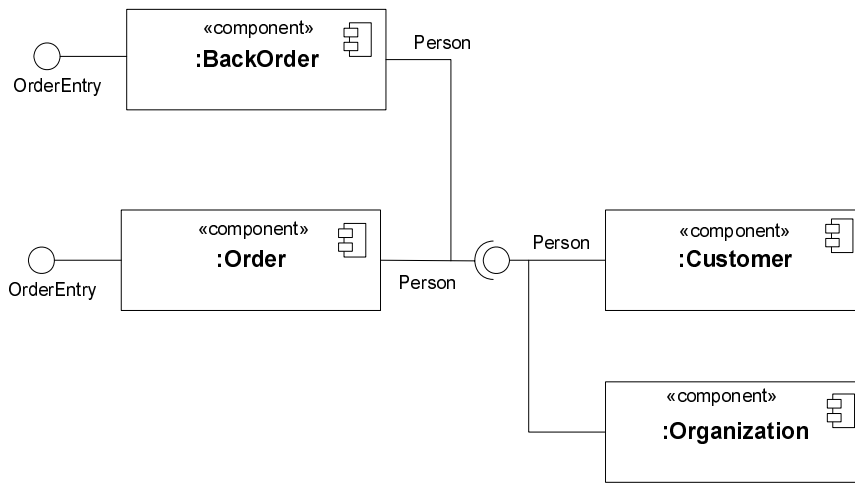 «component»
:BackOrder
Person
OrderEntry
«component»
:Order
Person
OrderEntry
Person
«component»
:Customer
«component»
:Organization